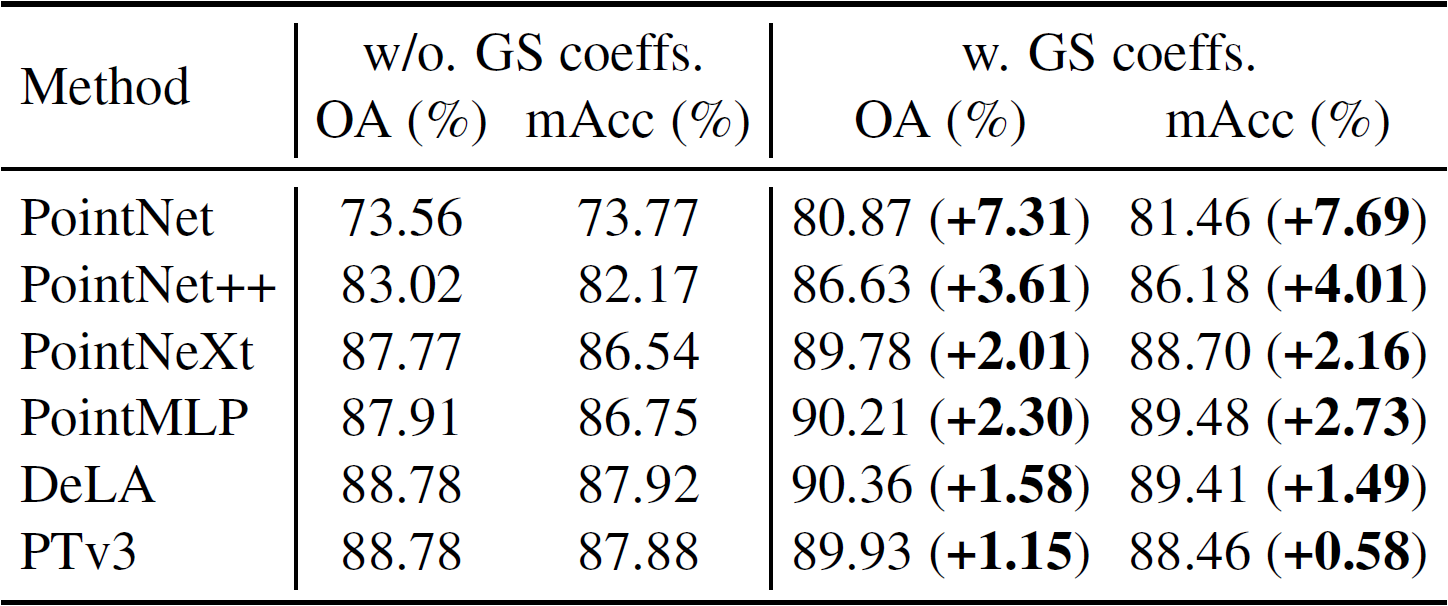 Method w/o. GS coeffs. w. GS coeffs.
OA (%) mAcc (%) OA (%) mAcc (%)
PointNet 73.56 73.77 80.87 (+7.31) 81.46 (+7.69)
PointNet++ 83.02 82.17 86.63 (+3.61) 86.18 (+4.01)
PointNeXt 87.77 86.54 89.78 (+2.01) 88.70 (+2.16)
PointMLP 87.91 86.75 90.21 (+2.30) 89.48 (+2.73)
DeLA 88.78 87.92 90.36 (+1.58) 89.41 (+1.49)
PTv3 88.78 87.88 89.93 (+1.15) 88.46 (+0.58)